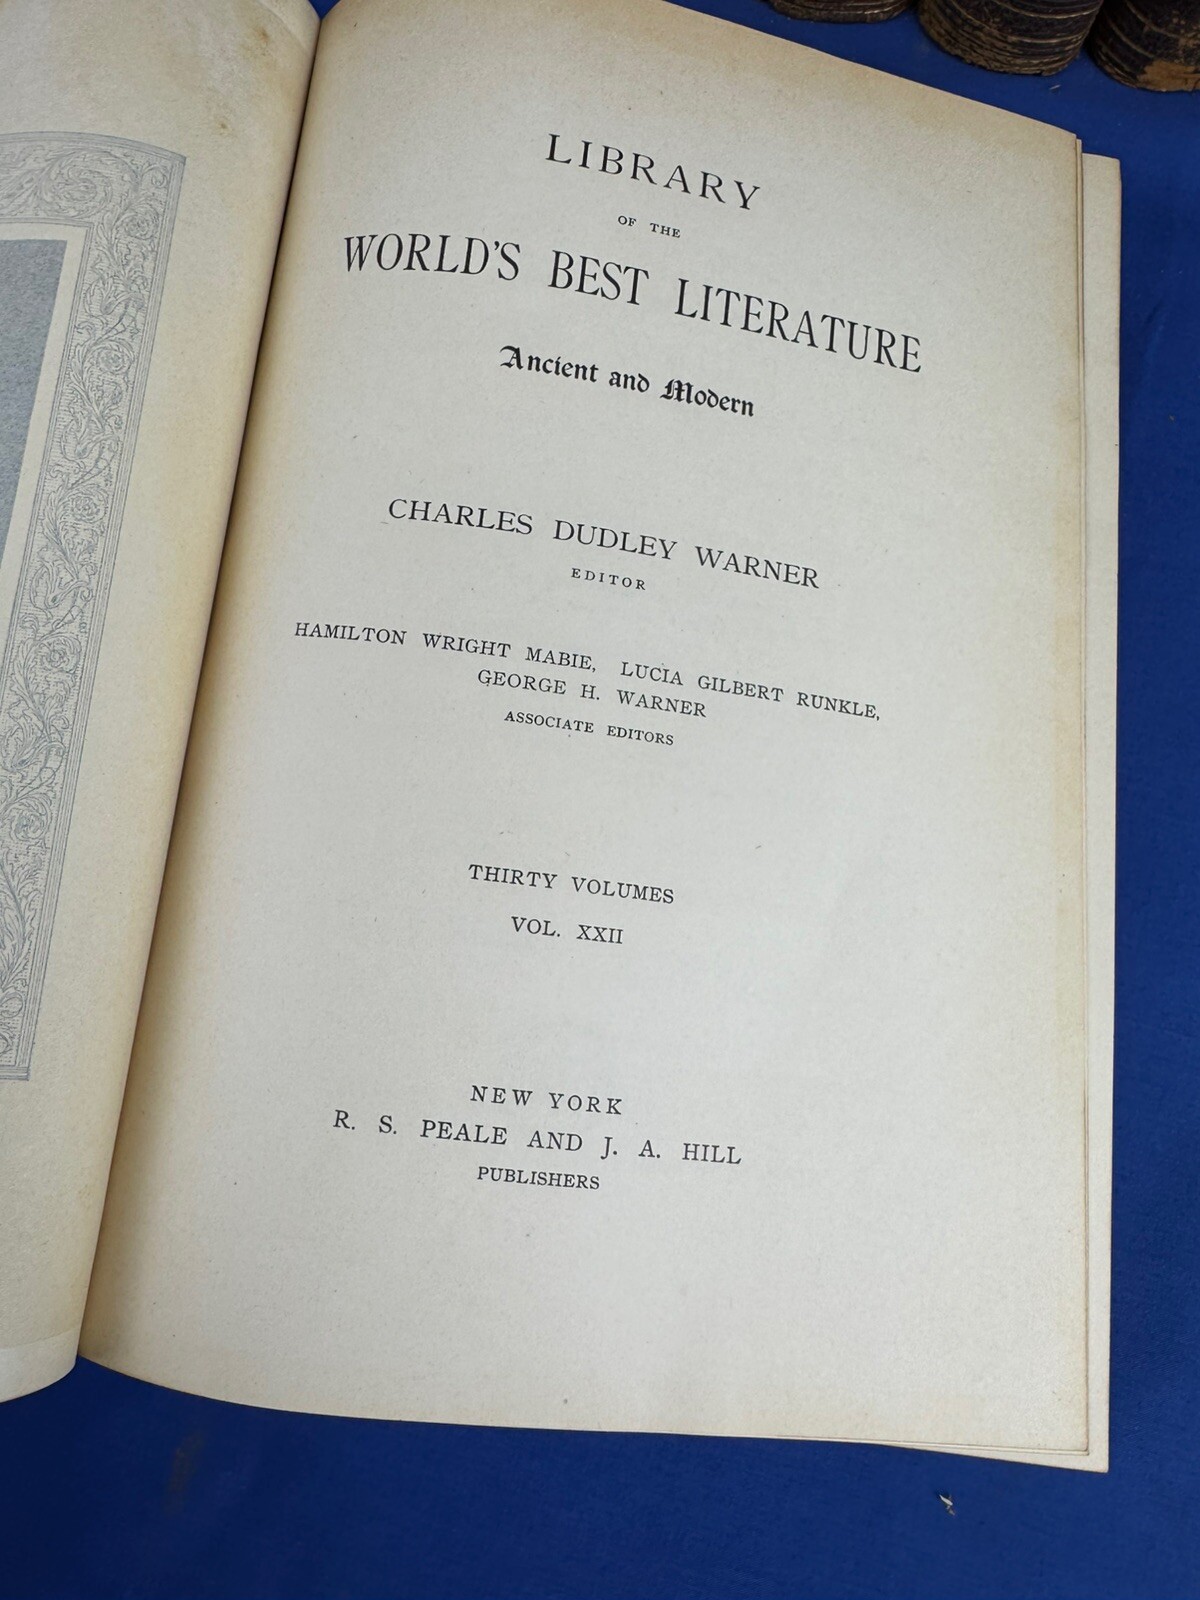 LIBRARY
OF THE
WORLD'S BEST LITERATURE
Ancient and Modern
CHARLES DUDLEY WARNER
EDITOR
HAMILTON WRIGHT MABIE, LUCIA GILBERT RUNKLE,
GEORGE H. WARNER
ASSOCIATE EDITORS
THIRTY VOLUMES
VOL. XXII
NEW YORK
R. S. PEALE AND J. A. HILL
PUBLISHERS